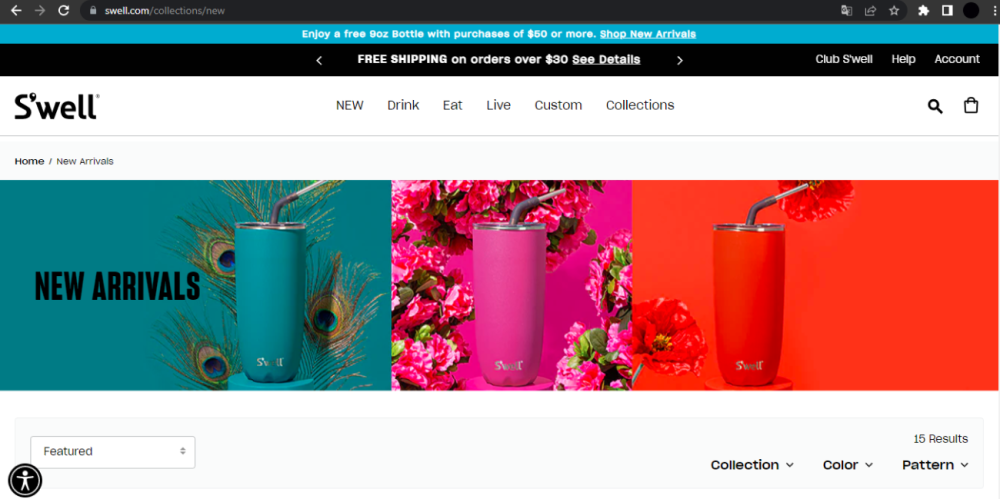 swell.com/collections/new
Enjoy a free 9oz Bottle with purchases of $50 or more. Shop New Arrivals
FREE SHIPPING on orders over $30 See Details
Club S'well Help Account
S'well®
NEW Drink Eat Live Custom Collections
Home / New Arrivals
NEW ARRIVALS
S'well
S'well
S'well
15 Results
Featured
Collection Color Pattern